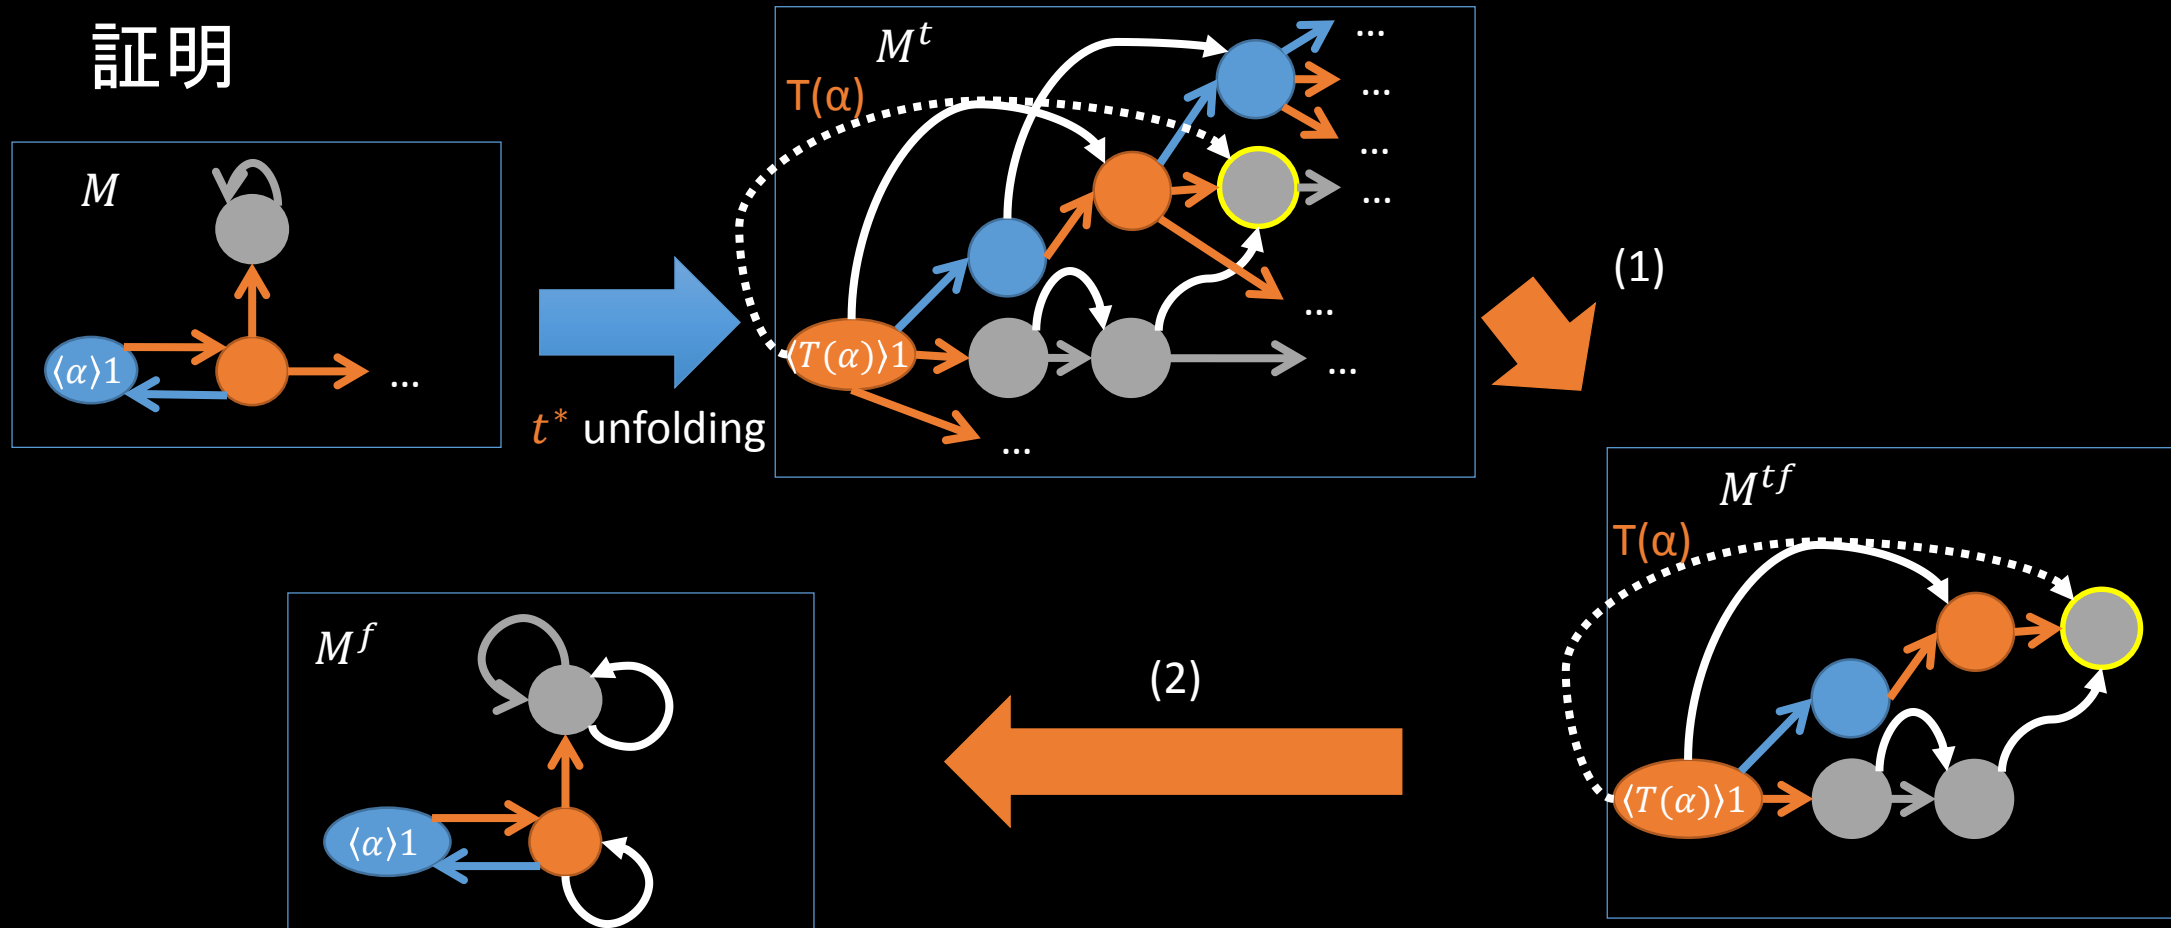 証明
M
⟨α⟩1
...
t* unfolding
M^t
T(α)
⟨T(α)⟩1
...
...
...
...
...
...
...
(1)
M^{tf}
T(α)
⟨T(α)⟩1
(2)
M^f
⟨α⟩1